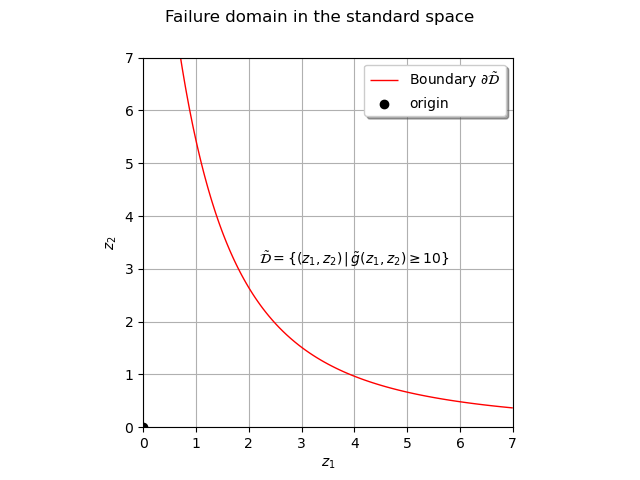 Failure domain in the standard space
Boundary ∂𝒟̃
origin
𝒟̃ = {(z₁, z₂) | g̃(z₁, z₂) ≥ 10}
7
6
5
4
3
2
1
0
z₂
0 1 2 3 4 5 6 7
z₁